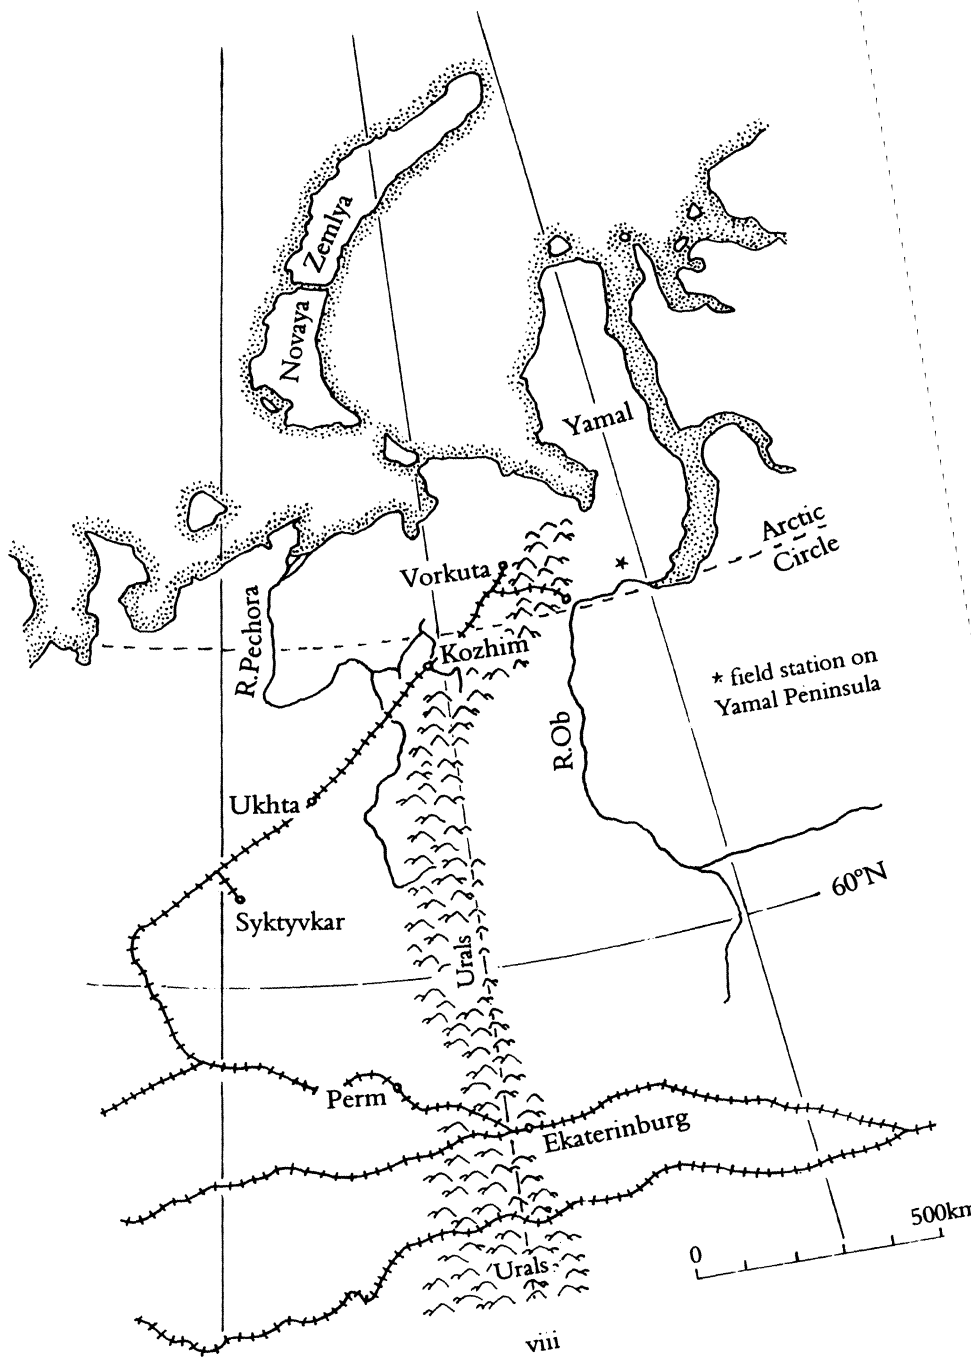 Novaya Zemlya
Yamal
Arctic
Circle
Vorkuta
R.Pechora
Kozhim
* field station on
Yamal Peninsula
R.Ob
Ukhta
60°N
Syktyvkar
Urals
Perm
Ekaterinburg
500km
0
Urals
viii